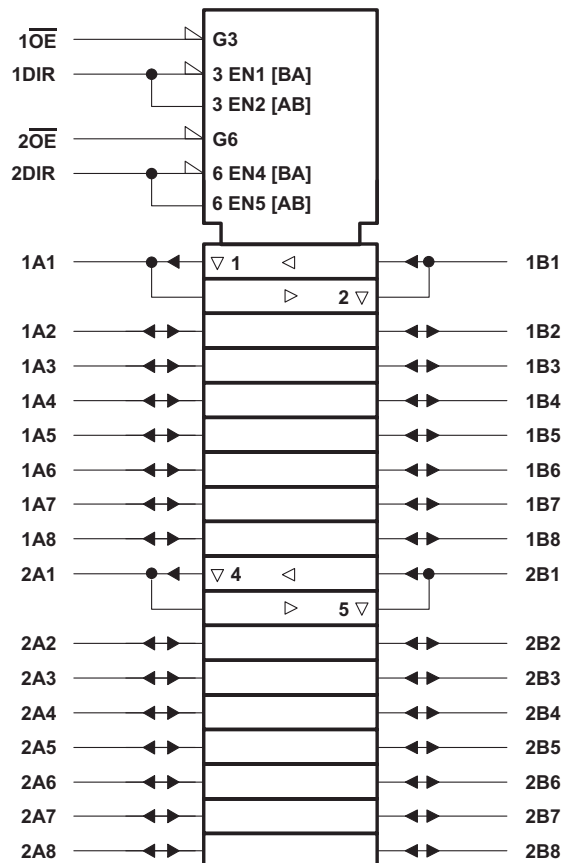 1O̅E̅ G3
1DIR 3 EN1 [BA]
3 EN2 [AB]
2O̅E̅ G6
2DIR 6 EN4 [BA]
6 EN5 [AB]
1A1 ▽ 1 ◁ 1B1
▷ 2 ▽
1A2 1B2
1A3 1B3
1A4 1B4
1A5 1B5
1A6 1B6
1A7 1B7
1A8 1B8
2A1 ▽ 4 ◁ 2B1
▷ 5 ▽
2A2 2B2
2A3 2B3
2A4 2B4
2A5 2B5
2A6 2B6
2A7 2B7
2A8 2B8